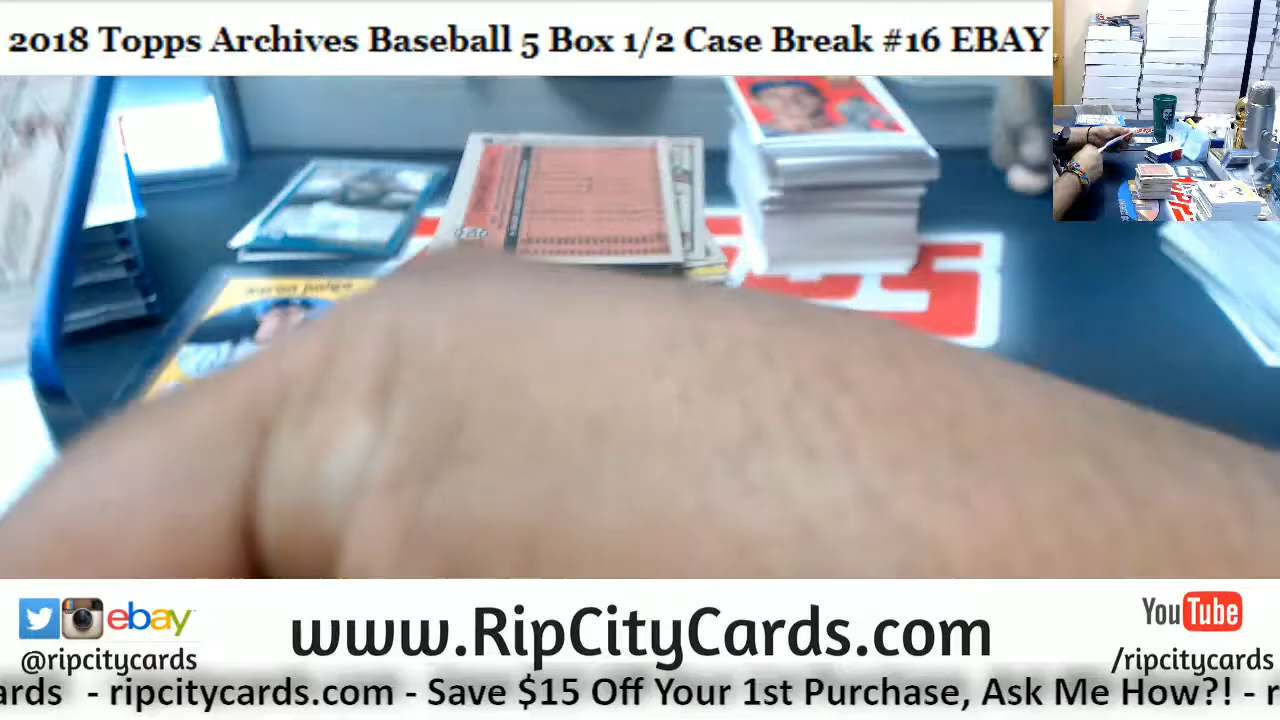 2018 Topps Archives Baseball 5 Box 1/2 Case Break #16 EBAY
ebay
@ripcitycards
www.RipCityCards.com
YouTube
/ripcitycards
ards - ripcitycards.com - Save $15 Off Your 1st Purchase, Ask Me How?! - r